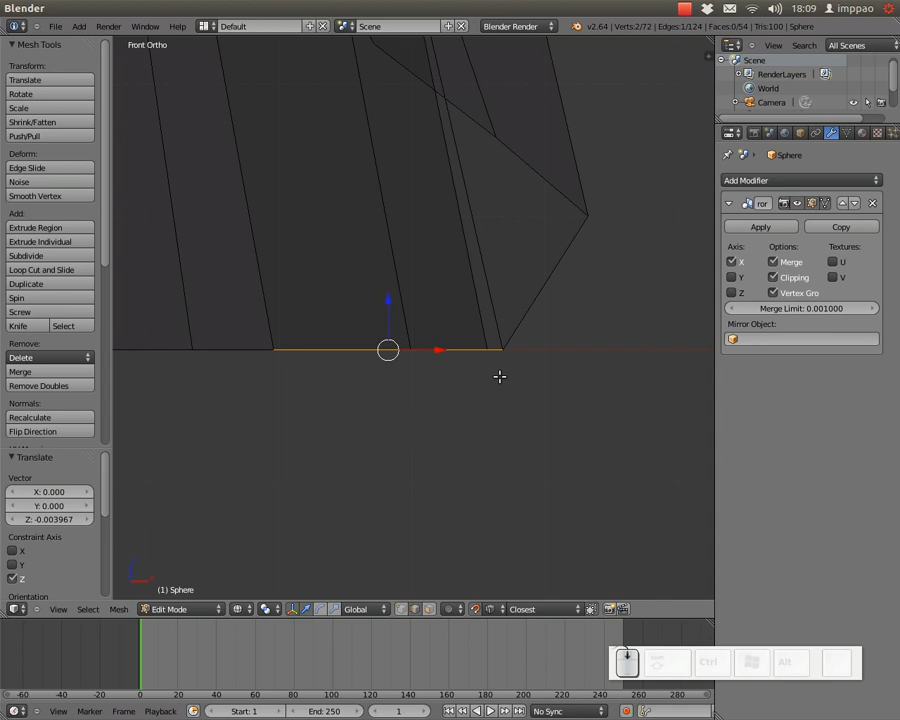 Blender
18:09 imppao
File Add Render Window Help Default Scene Blender Render v2.64 | Verts:2/72 | Edges:1/124 | Faces:0/54 | Tris:100 | Sphere
Mesh Tools
Transform:
Translate
Rotate
Scale
Shrink/Fatten
Push/Pull
Deform:
Edge Slide
Noise
Smooth Vertex
Add:
Extrude Region
Extrude Individual
Subdivide
Loop Cut and Slide
Duplicate
Spin
Screw
Knife Select
Remove:
Delete
Merge
Remove Doubles
Normals:
Recalculate
Flip Direction
Translate
Vector
X: 0.000
Y: 0.000
Z: -0.003967
Constraint Axis
X
Y
Z
Orientation
Front Ortho
(1) Sphere
View Search All Scenes
Scene
RenderLayers
World
Camera
Sphere
Add Modifier
ror
Apply Copy
Axis: Options: Textures:
X Merge U
Y Clipping V
Z Vertex Gro
Merge Limit: 0.001000
Mirror Object:
View Select Mesh Edit Mode Global Closest
Ctrl Alt
-60 -40 -20 0 20 40 60 80 100 120 140 160 180 200 220 240 260 280
View Marker Frame Playback Start: 1 End: 250 1 No Sync